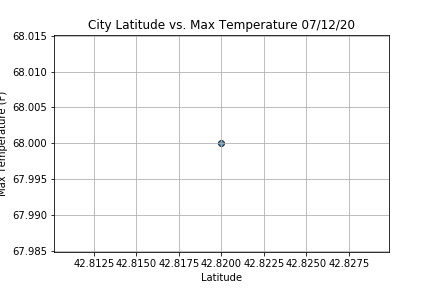 City Latitude vs. Max Temperature 07/12/20
68.015
68.010
68.005
68.000
67.995
67.990
67.985
Max Temperature (F)
42.8125 42.8150 42.8175 42.8200 42.8225 42.8250 42.8275
Latitude